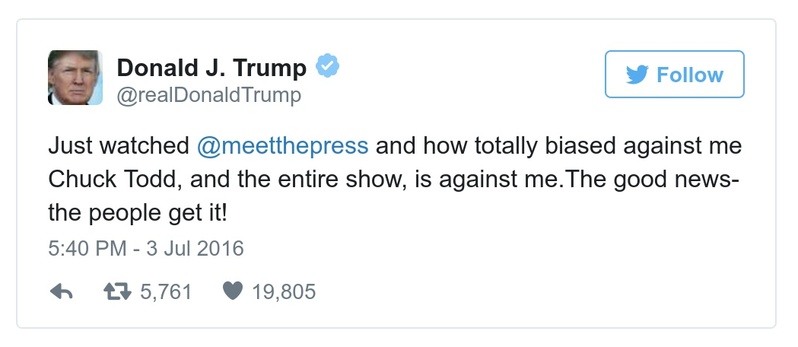 Donald J. Trump
Follow
@realDonaldTrump
Just watched @meetthepress and how totally biased against me
Chuck Todd, and the entire show, is against me.The good news-
the people get it!
5:40 PM - 3 Jul 2016
5,761 19,805